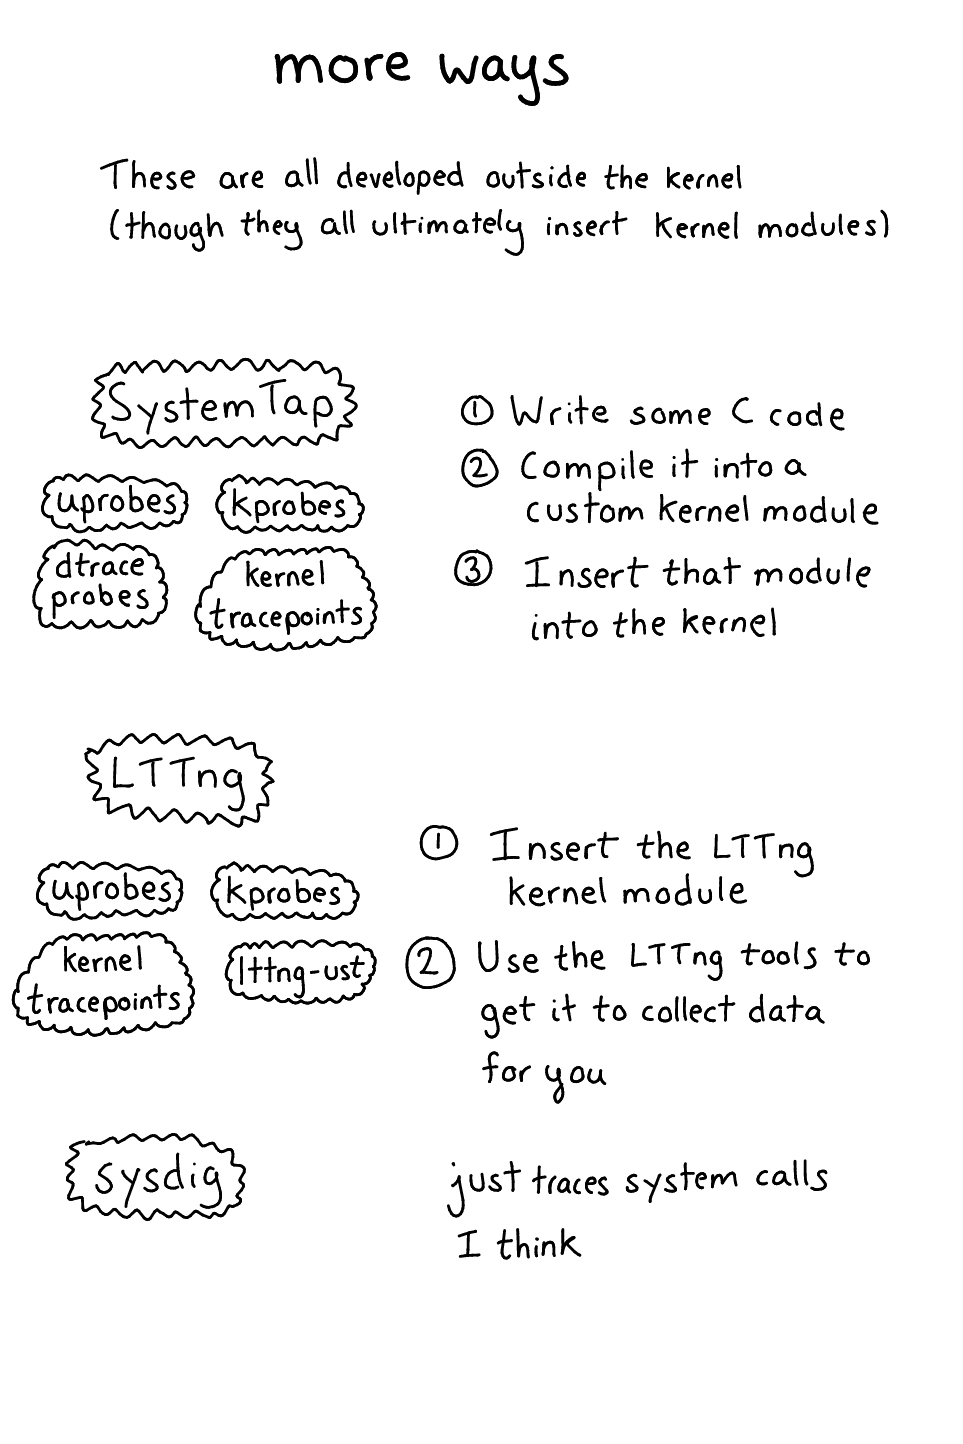 more ways
These are all developed outside the kernel
(though they all ultimately insert kernel modules)
SystemTap
uprobes
kprobes
dtrace
probes
kernel
tracepoints
① Write some C code
② Compile it into a
custom kernel module
③ Insert that module
into the kernel
LTTng
uprobes
kprobes
kernel
tracepoints
lttng-ust
① Insert the LTTng
kernel module
② Use the LTTng tools to
get it to collect data
for you
sysdig
just traces system calls
I think